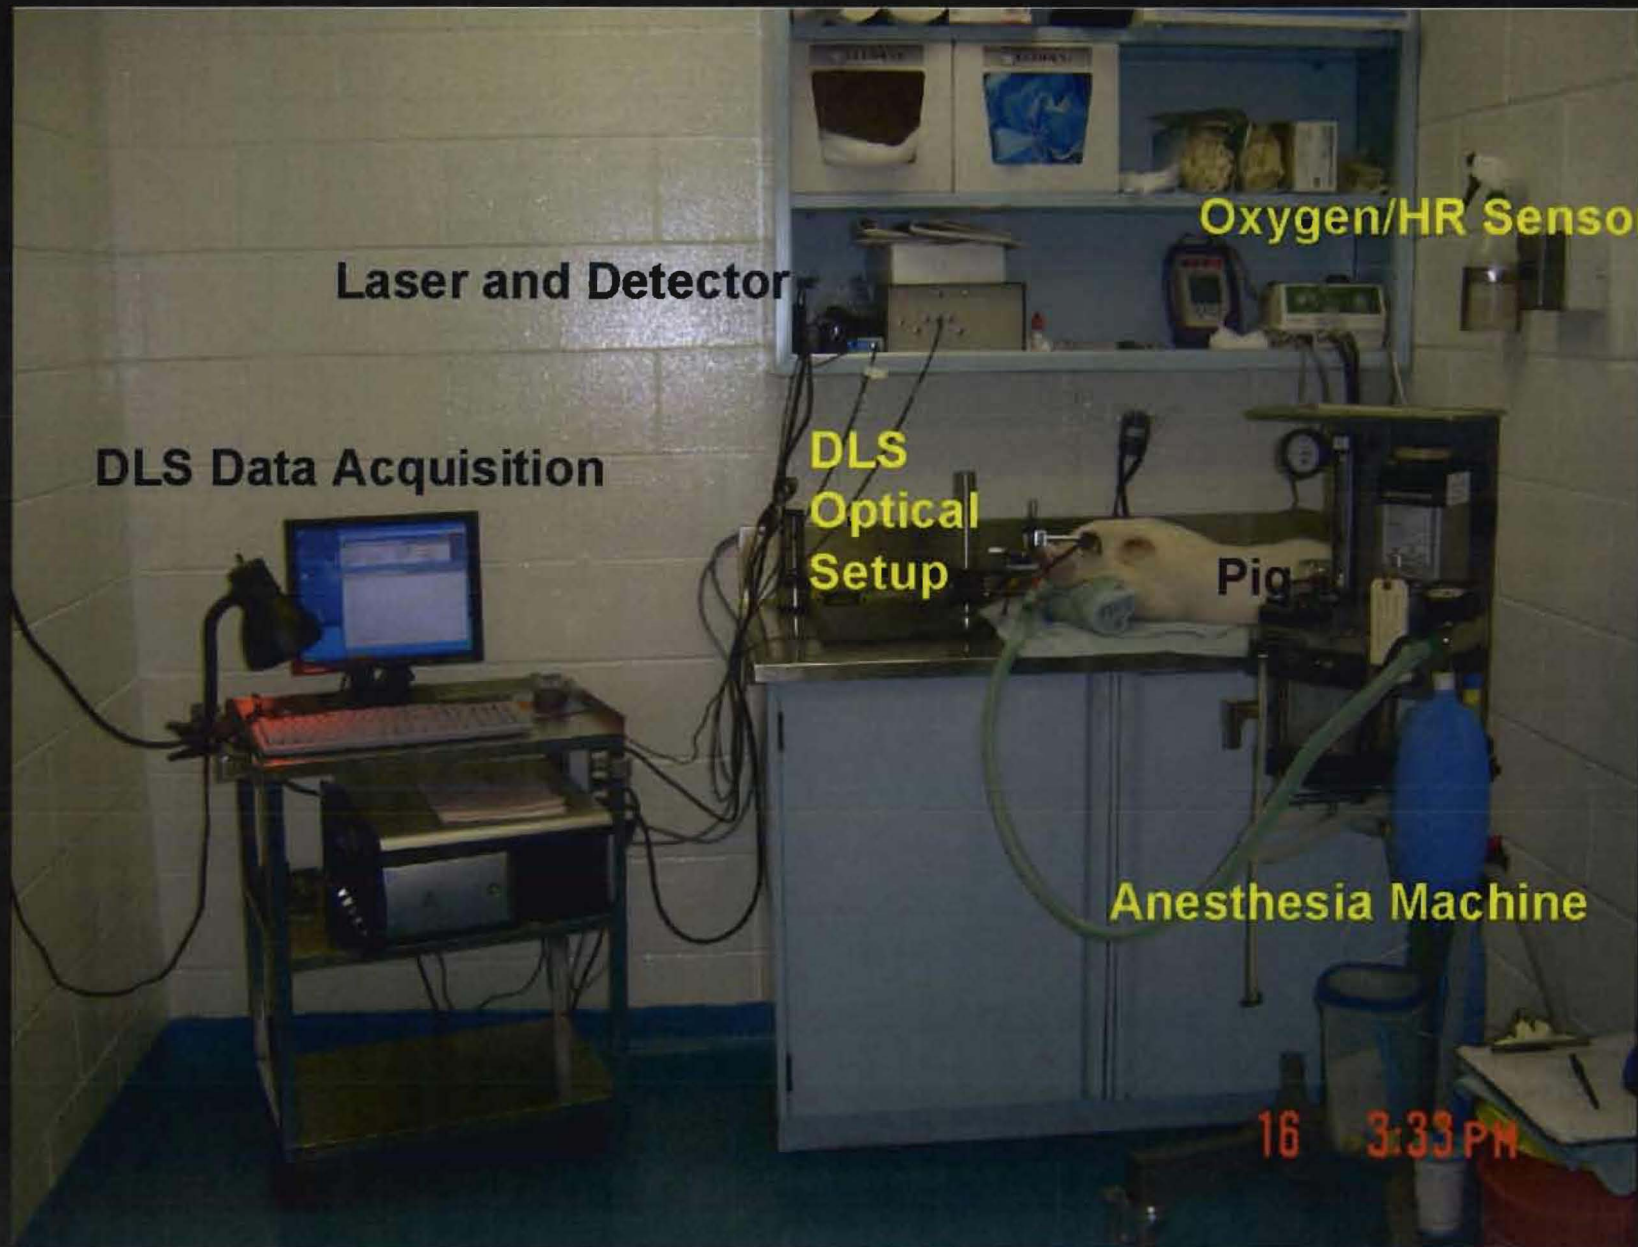 Oxygen/HR Senso
Laser and Detector
DLS Data Acquisition
DLS
Optical
Setup
Pig
Anesthesia Machine
16 3:33 PM